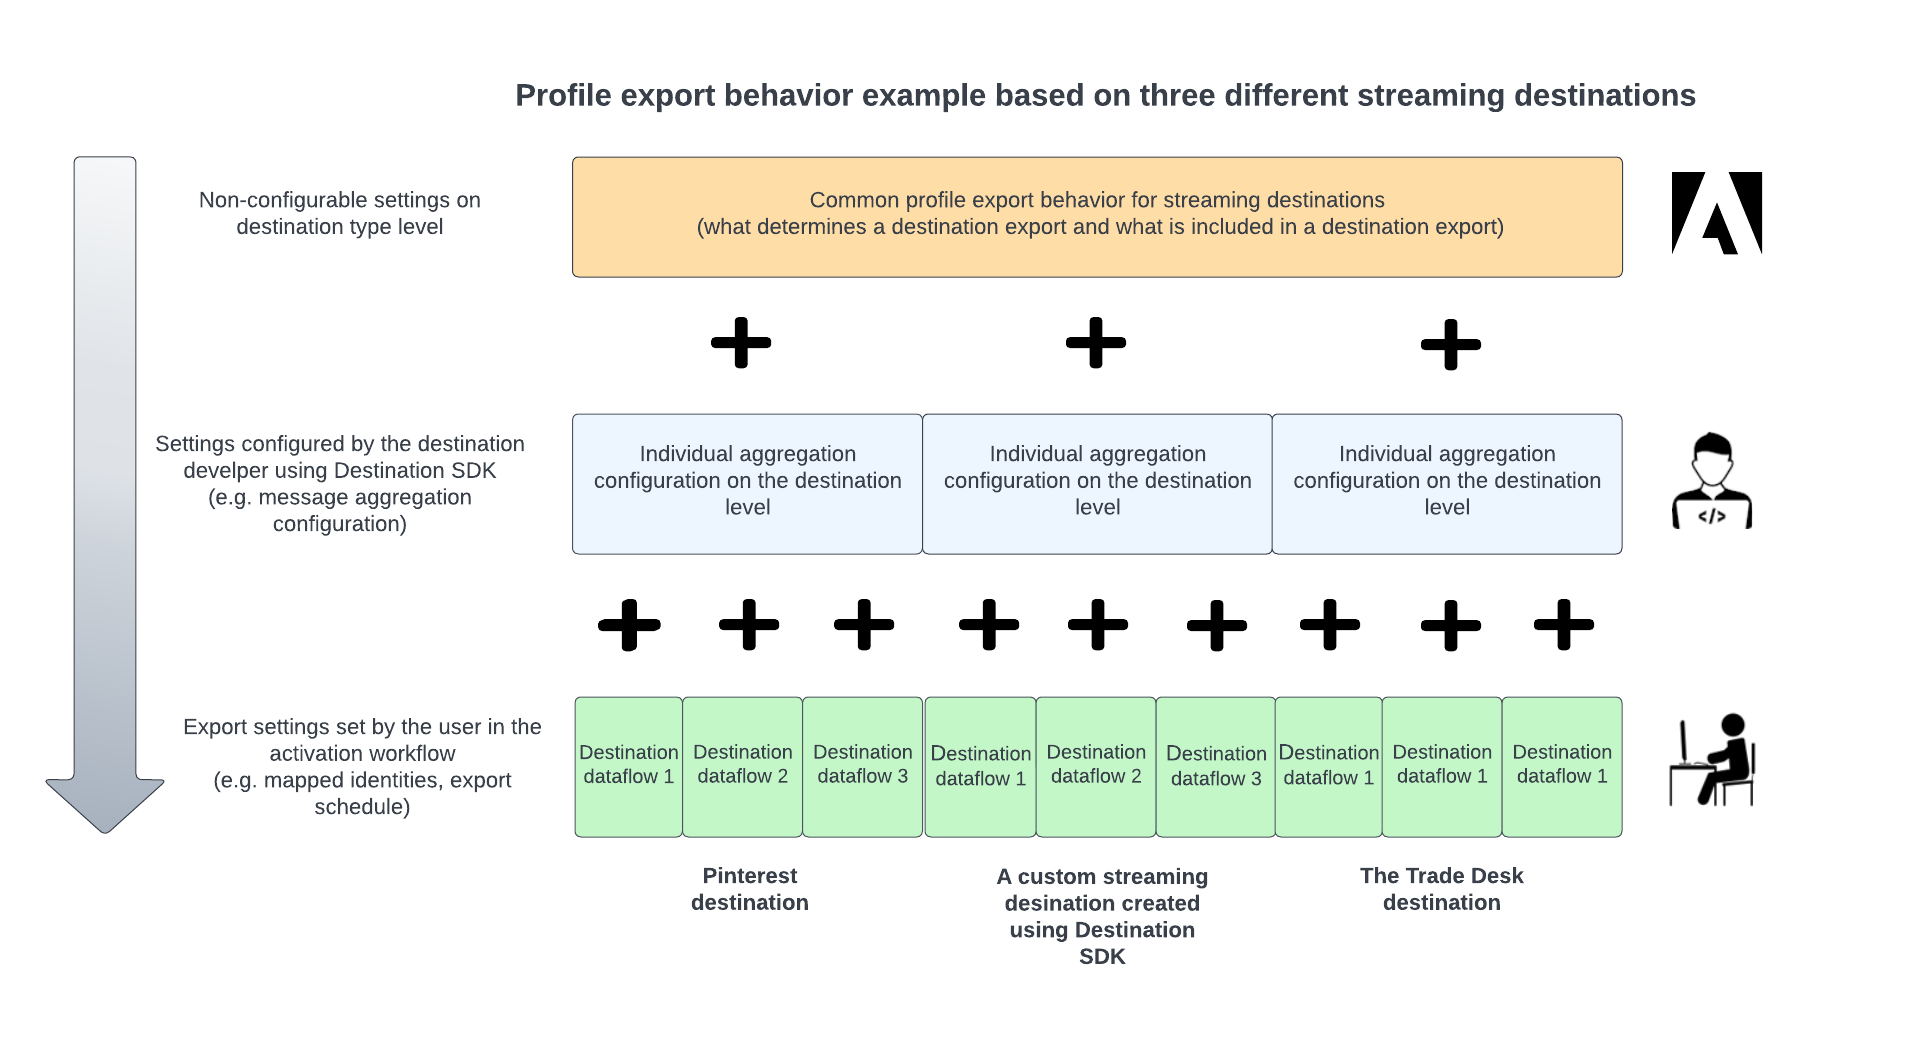 Profile export behavior example based on three different streaming destinations
Non-configurable settings on
destination type level
Common profile export behavior for streaming destinations
(what determines a destination export and what is included in a destination export)
Settings configured by the destination
develper using Destination SDK
(e.g. message aggregation
configuration)
Individual aggregation
configuration on the destination
level
Individual aggregation
configuration on the destination
level
Individual aggregation
configuration on the destination
level
</>
Export settings set by the user in the
activation workflow
(e.g. mapped identities, export
schedule)
Destination
dataflow 1
Destination
dataflow 2
Destination
dataflow 3
Destination
dataflow 1
Destination
dataflow 2
Destination
dataflow 3
Destination
dataflow 1
Destination
dataflow 1
Destination
dataflow 1
Pinterest
destination
A custom streaming
desination created
using Destination
SDK
The Trade Desk
destination